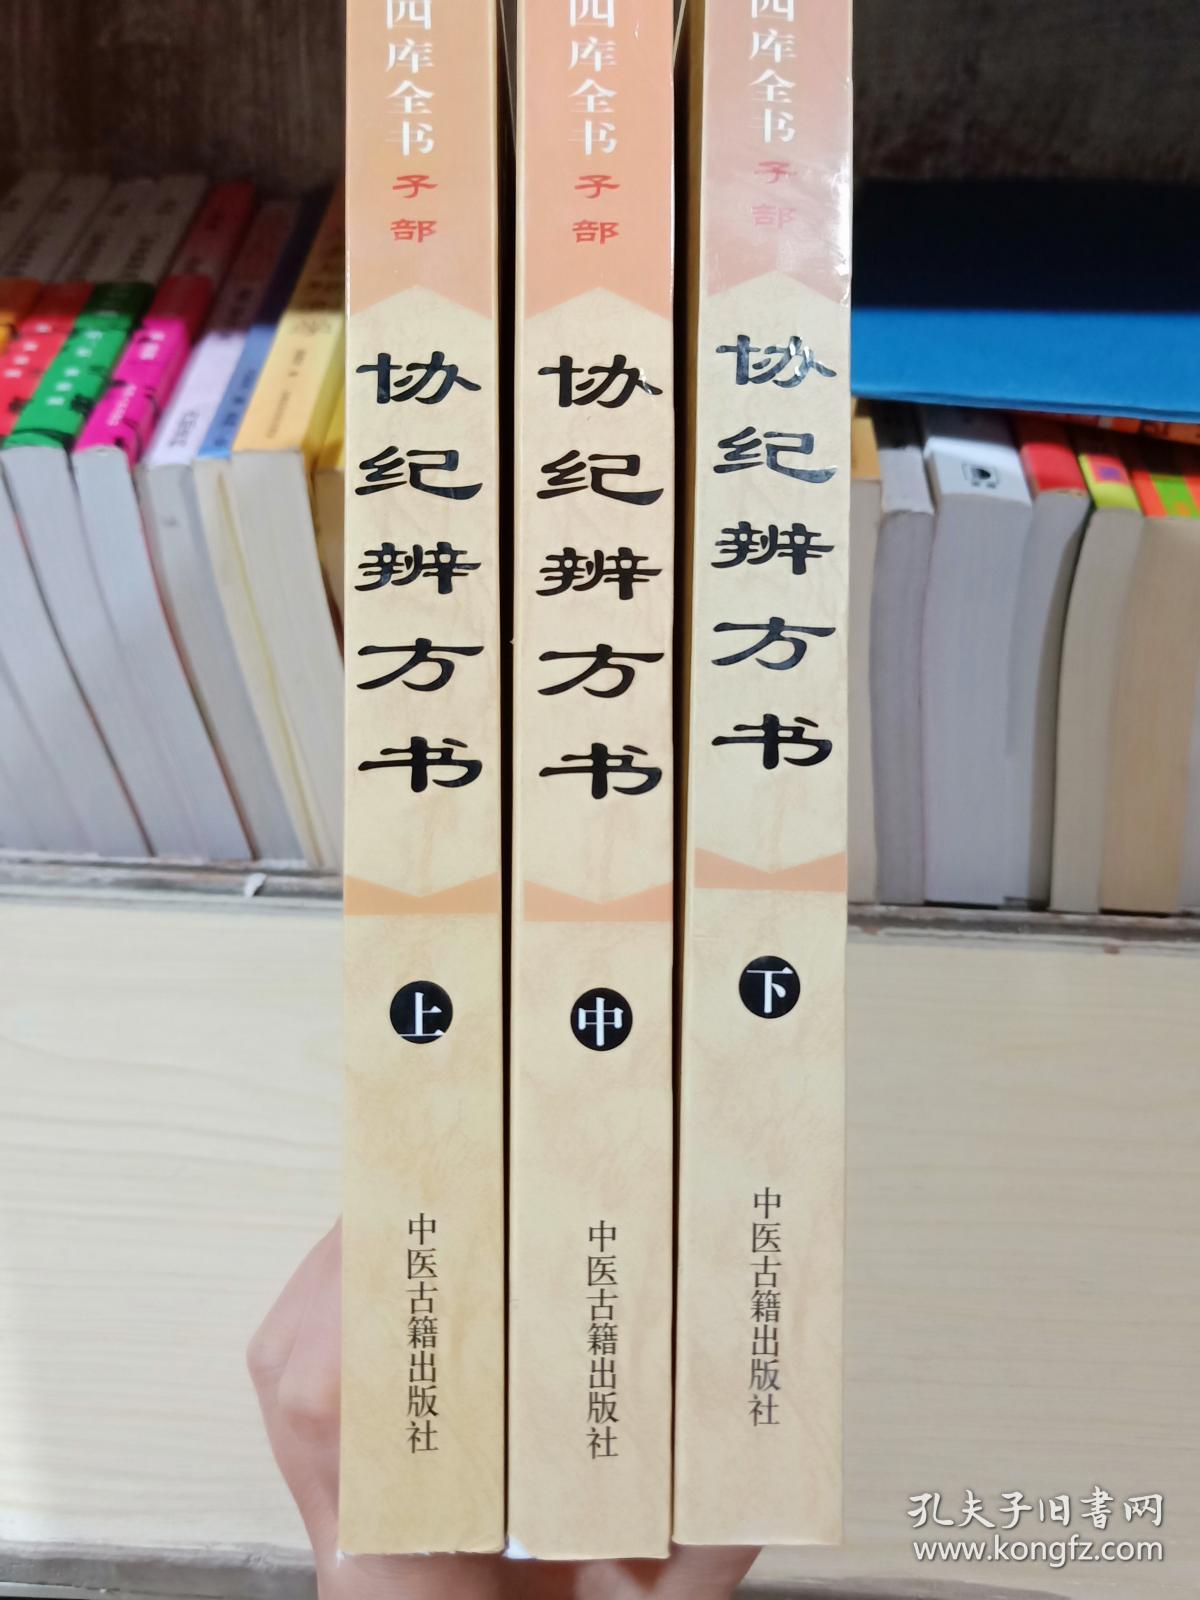 四库全书
子部
协纪辨方书
上
中医古籍出版社
四库全书
子部
协纪辨方书
中
中医古籍出版社
四库全书
子部
协纪辨方书
下
中医古籍出版社
孔夫子旧书网
www.kongfz.com